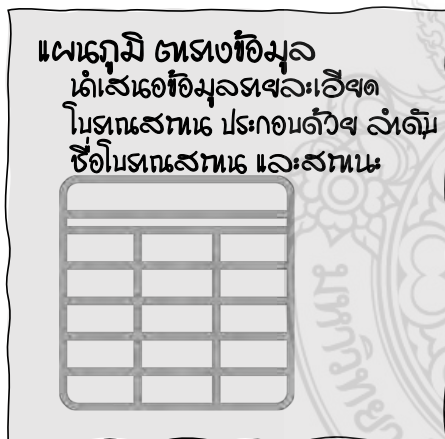 แผนภูมิ ตารางข้อมูล
นำเสนอข้อมูลรายละเอียด
โบราณสถาน ประกอบด้วย ลำดับ
ชื่อโบราณสถาน และสถานะ